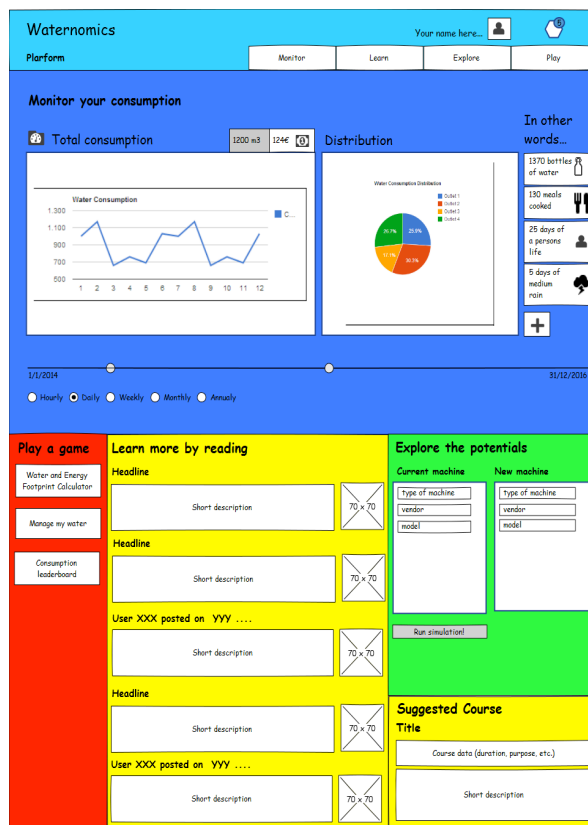 Waternomics
Your name here...
6
Plarform
Monitor
Learn
Explore
Play
Monitor your consumption
Total consumption
1200 m3
124€
Distribution
In other
words...
Water Consumption
1.300
1.100
900
700
500
1 2 3 4 5 6 7 8 9 10 11 12
C...
Water Consumption Distribution
Outlet 1
Outlet 2
Outlet 3
Outlet 4
25.9%
26.7%
1370 bottles
of water
130 meals
cooked
25 days of
a persons
life
5 days of
medium
rain
1/1/2014
31/12/2016
Hourly
Daily
Weekly
Monthly
Annualy
Play a game
Water and Energy
Footprint Calculator
Manage my water
Consumption
leaderboard
Learn more by reading
Headline
Short description
70 x 70
Headline
Short description
70 x 70
User XXX posted on YYY ....
Short description
70 x 70
Headline
Short description
70 x 70
User XXX posted on YYY ....
Short description
70 x 70
Explore the potentials
Current machine
New machine
type of machine
vendor
model
type of machine
vendor
model
Run simulation!
Suggested Course
Title
Course data (duration, purpose, etc.)
Short description